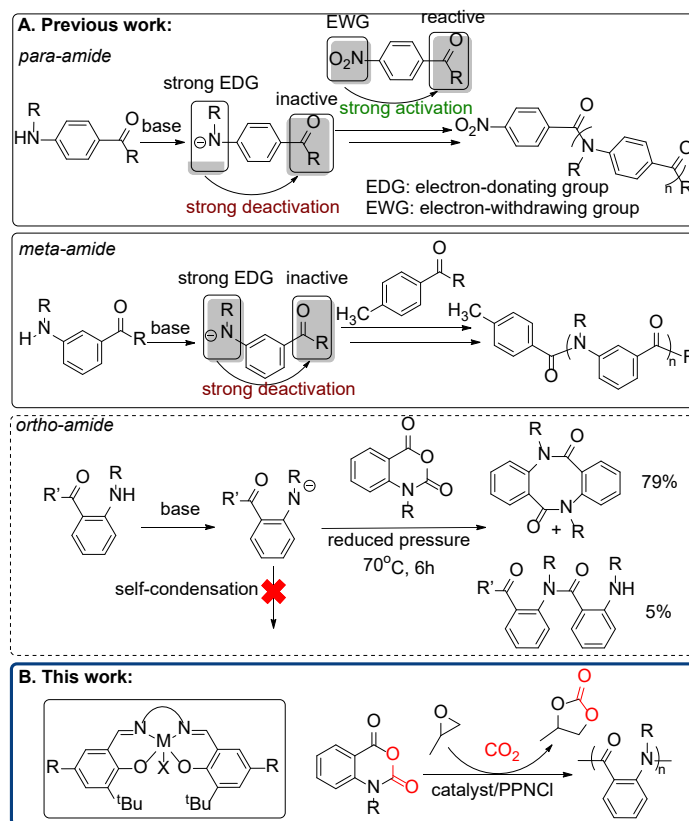 A. Previous work:
para-amide
EWG
reactive
O₂N
O
R
strong EDG
inactive
strong activation
R
HN
O
R
base
R
⊖ N
O
R
strong deactivation
O₂N
O
N
R
O
n
R
EDG: electron-donating group
EWG: electron-withdrawing group
meta-amide
strong EDG
inactive
O
R
H₃C
R
N
H
O
R
base
R
⊖ N
O
R
strong deactivation
CH₃
O
R
N
O
n
R
ortho-amide
O
R'
R
NH
base
O
R'
R
N ⊖
O
O
N
O
R
reduced pressure
70°C, 6h
R
N
O
O
N
R
79%
+
self-condensation
O
R'
R
N
O
R
NH
5%
B. This work:
N
N
M
O
O
X
R
R
ᵗBu
ᵗBu
O
O
N
O
R
O
CO₂
O
O
O
catalyst/PPNCl
O
R
N
n